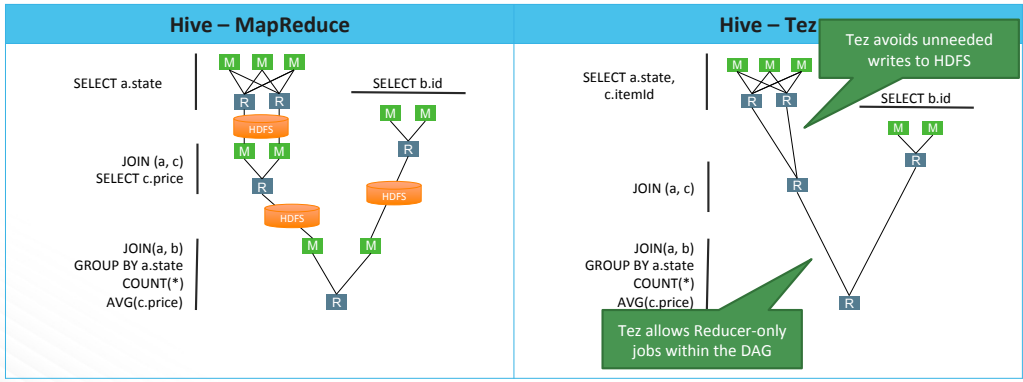 Hive – MapReduce
SELECT a.state
M M M
R R
HDFS
M M
JOIN (a, c)
SELECT c.price
R
HDFS
SELECT b.id
M M
R
HDFS
M M
JOIN(a, b)
GROUP BY a.state
COUNT(*)
AVG(c.price)
R
Hive – Tez
Tez avoids unneeded
writes to HDFS
SELECT a.state,
c.itemId
M M M
R R
SELECT b.id
M M
R
JOIN (a, c)
R
JOIN(a, b)
GROUP BY a.state
COUNT(*)
AVG(c.price)
R
Tez allows Reducer-only
jobs within the DAG